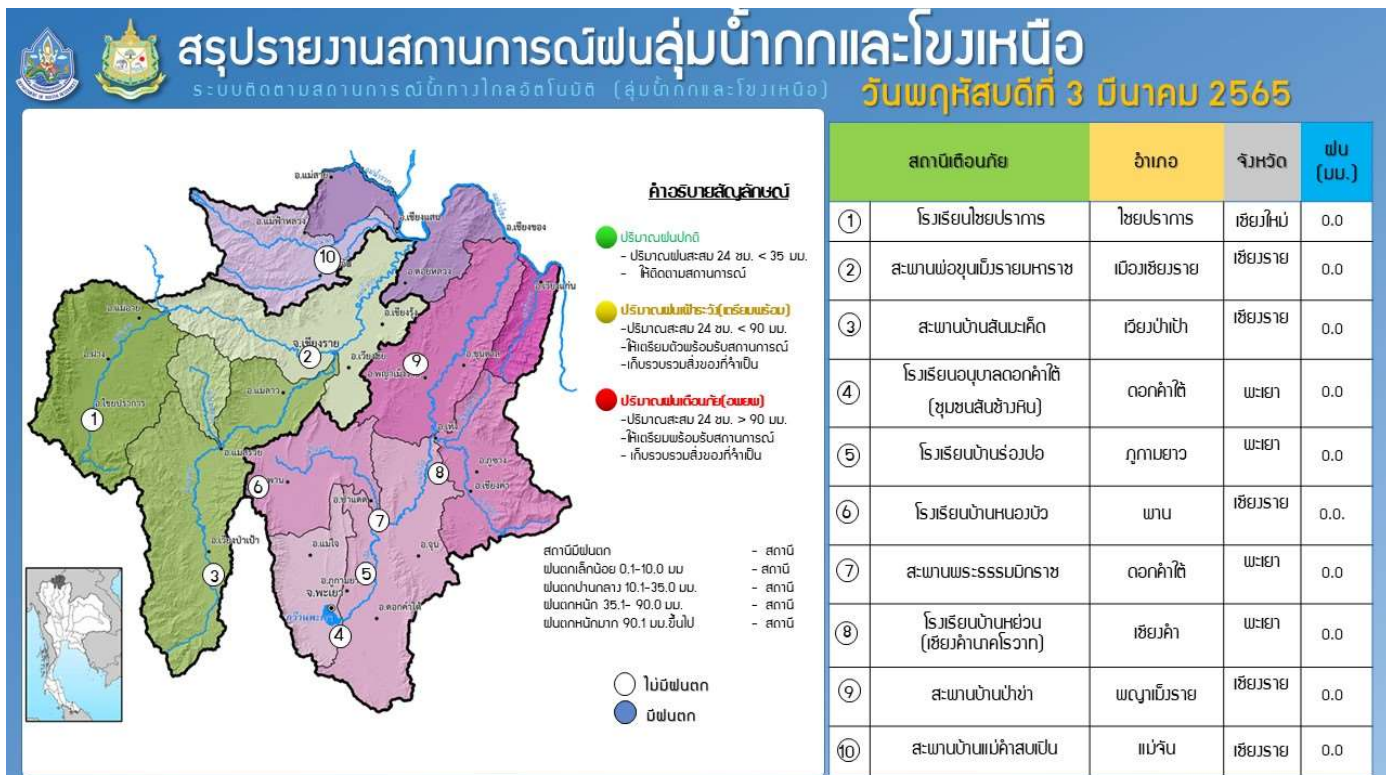 สรุปรายงานสถานการณ์ฝนลุ่มน้ำกกและโขงเหนือ
ระบบติดตามสถานการณ์น้ำทางไกลอัตโนมัติ (ลุ่มน้ำกกและโขงเหนือ)
วันพฤหัสบดีที่ 3 มีนาคม 2565
อ.แม่สาย
อ.แม่ฟ้าหลวง
อ.เชียงแสน
อ.เชียงของ
10
อ.ดอยหลวง
อ.แม่อาย
อ.เชียงรุ้ง
อ.ฝาง
จ.เชียงราย
2
9
อ.ขุนตาล
อ.แม่ลาว
อ.ไชยปราการ
1
อ.เทิง
อ.แม่สรวย
8
อ.ภูซาง
อ.เชียงคำ
6
พาน
อ.ป่าแดด
7
อ.เวียงป่าเป้า
3
อ.แม่ใจ
อ.จุน
5
จ.พะเยา
อ.ดอกคำใต้
4
คำอธิบายสัญลักษณ์
ปริมาณฝนปกติ
- ปริมาณฝนสะสม 24 ชม. < 35 มม.
- ให้ติดตามสถานการณ์
ปริมาณฝนเฝ้าระวัง(เตรียมพร้อม)
-ปริมาณสะสม 24 ชม. < 90 มม.
-ให้เตรียมตัวพร้อมรับสถานการณ์
-เก็บรวบรวมสิ่งของที่จำเป็น
ปริมาณฝนเตือนภัย(อพยพ)
-ปริมาณสะสม 24 ชม. > 90 มม.
-ให้เตรียมพร้อมรับสถานการณ์
- เก็บรวบรวมสิ่งของที่จำเป็น
สถานีมีฝนตก - สถานี
ฝนตกเล็กน้อย 0.1-10.0 มม - สถานี
ฝนตกปานกลาง 10.1-35.0 มม. - สถานี
ฝนตกหนัก 35.1- 90.0 มม. - สถานี
ฝนตกหนักมาก 90.1 มม.ขึ้นไป - สถานี
ไม่มีฝนตก
มีฝนตก
สถานีเตือนภัย อำเภอ จังหวัด ฝน (มม.)
1 โรงเรียนไชยปราการ ไชยปราการ เชียงใหม่ 0.0
2 สะพานพ่อขุนเม็งรายมหาราช เมืองเชียงราย เชียงราย 0.0
3 สะพานบ้านสันมะเค็ด เวียงป่าเป้า เชียงราย 0.0
4 โรงเรียนอนุบาลดอกคำใต้ (ชุมชนสันช้างหิน) ดอกคำใต้ พะเยา 0.0
5 โรงเรียนบ้านร่องปอ ภูกามยาว พะเยา 0.0
6 โรงเรียนบ้านหนองบัว พาน เชียงราย 0.0.
7 สะพานพระธรรมมิกราช ดอกคำใต้ พะเยา 0.0
8 โรงเรียนบ้านหย่วน (เชียงคำนาคโรวาท) เชียงคำ พะเยา 0.0
9 สะพานบ้านป่าข่า พญาเม็งราย เชียงราย 0.0
10 สะพานบ้านแม่คำสบเปิน แม่จัน เชียงราย 0.0